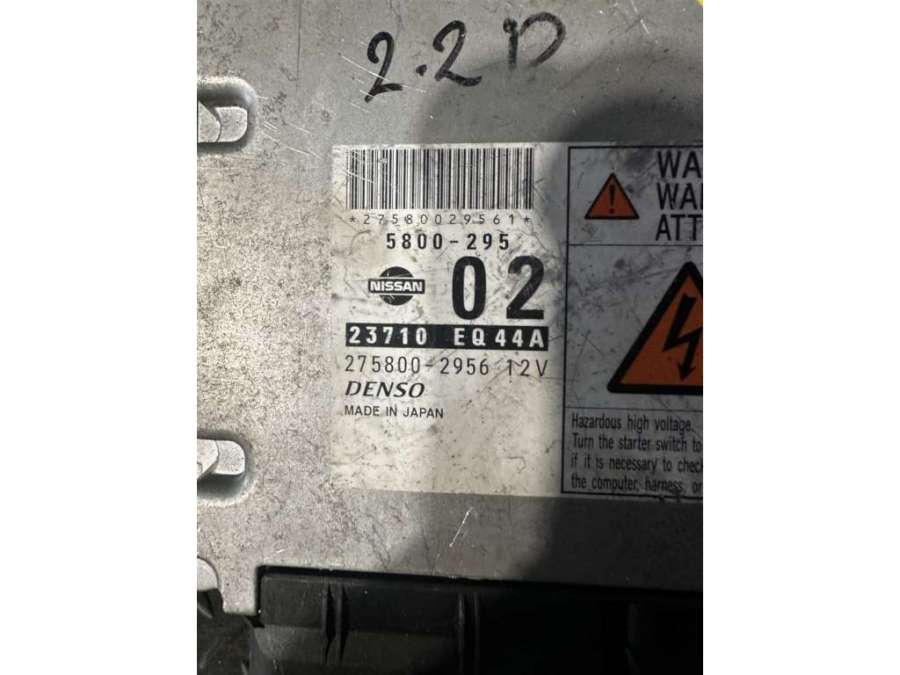 2.2D
*27580029561*
5800-295
NISSAN
02
23710 EQ44A
275800-2956 12V
DENSO
MADE IN JAPAN
WA
WA
ATT
Hazardous high voltage.
Turn the starter switch to
if it is necessary to check
the computer, harness, or